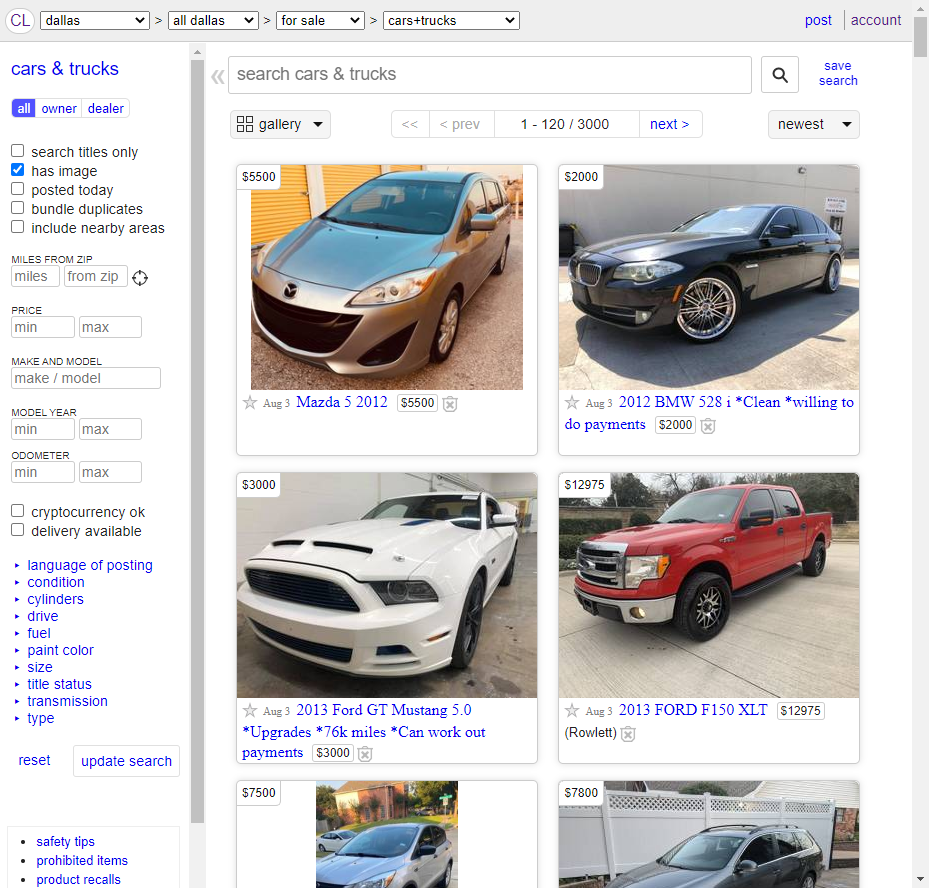 CL dallas > all dallas > for sale > cars+trucks post account
cars & trucks
all owner dealer
search titles only
has image
posted today
bundle duplicates
include nearby areas
MILES FROM ZIP
miles from zip
PRICE
min max
MAKE AND MODEL
make / model
MODEL YEAR
min max
ODOMETER
min max
cryptocurrency ok
delivery available
language of posting
condition
cylinders
drive
fuel
paint color
size
title status
transmission
type
reset update search
safety tips
prohibited items
product recalls
« search cars & trucks
save
search
gallery << < prev 1 - 120 / 3000 next > newest
$5500
Aug 3 Mazda 5 2012 $5500
$2000
Aug 3 2012 BMW 528 i *Clean *willing to
do payments $2000
$3000
Aug 3 2013 Ford GT Mustang 5.0
*Upgrades *76k miles *Can work out
payments $3000
$12975
Aug 3 2013 FORD F150 XLT $12975
(Rowlett)
$7500
$7800